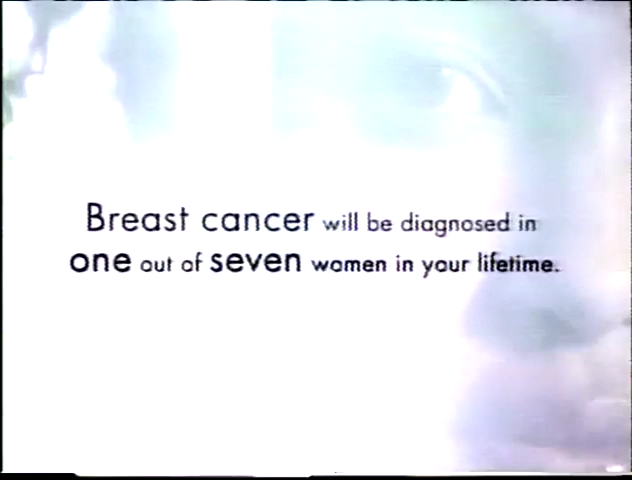 Breast cancer will be diagnosed in
one out of seven women in your lifetime.